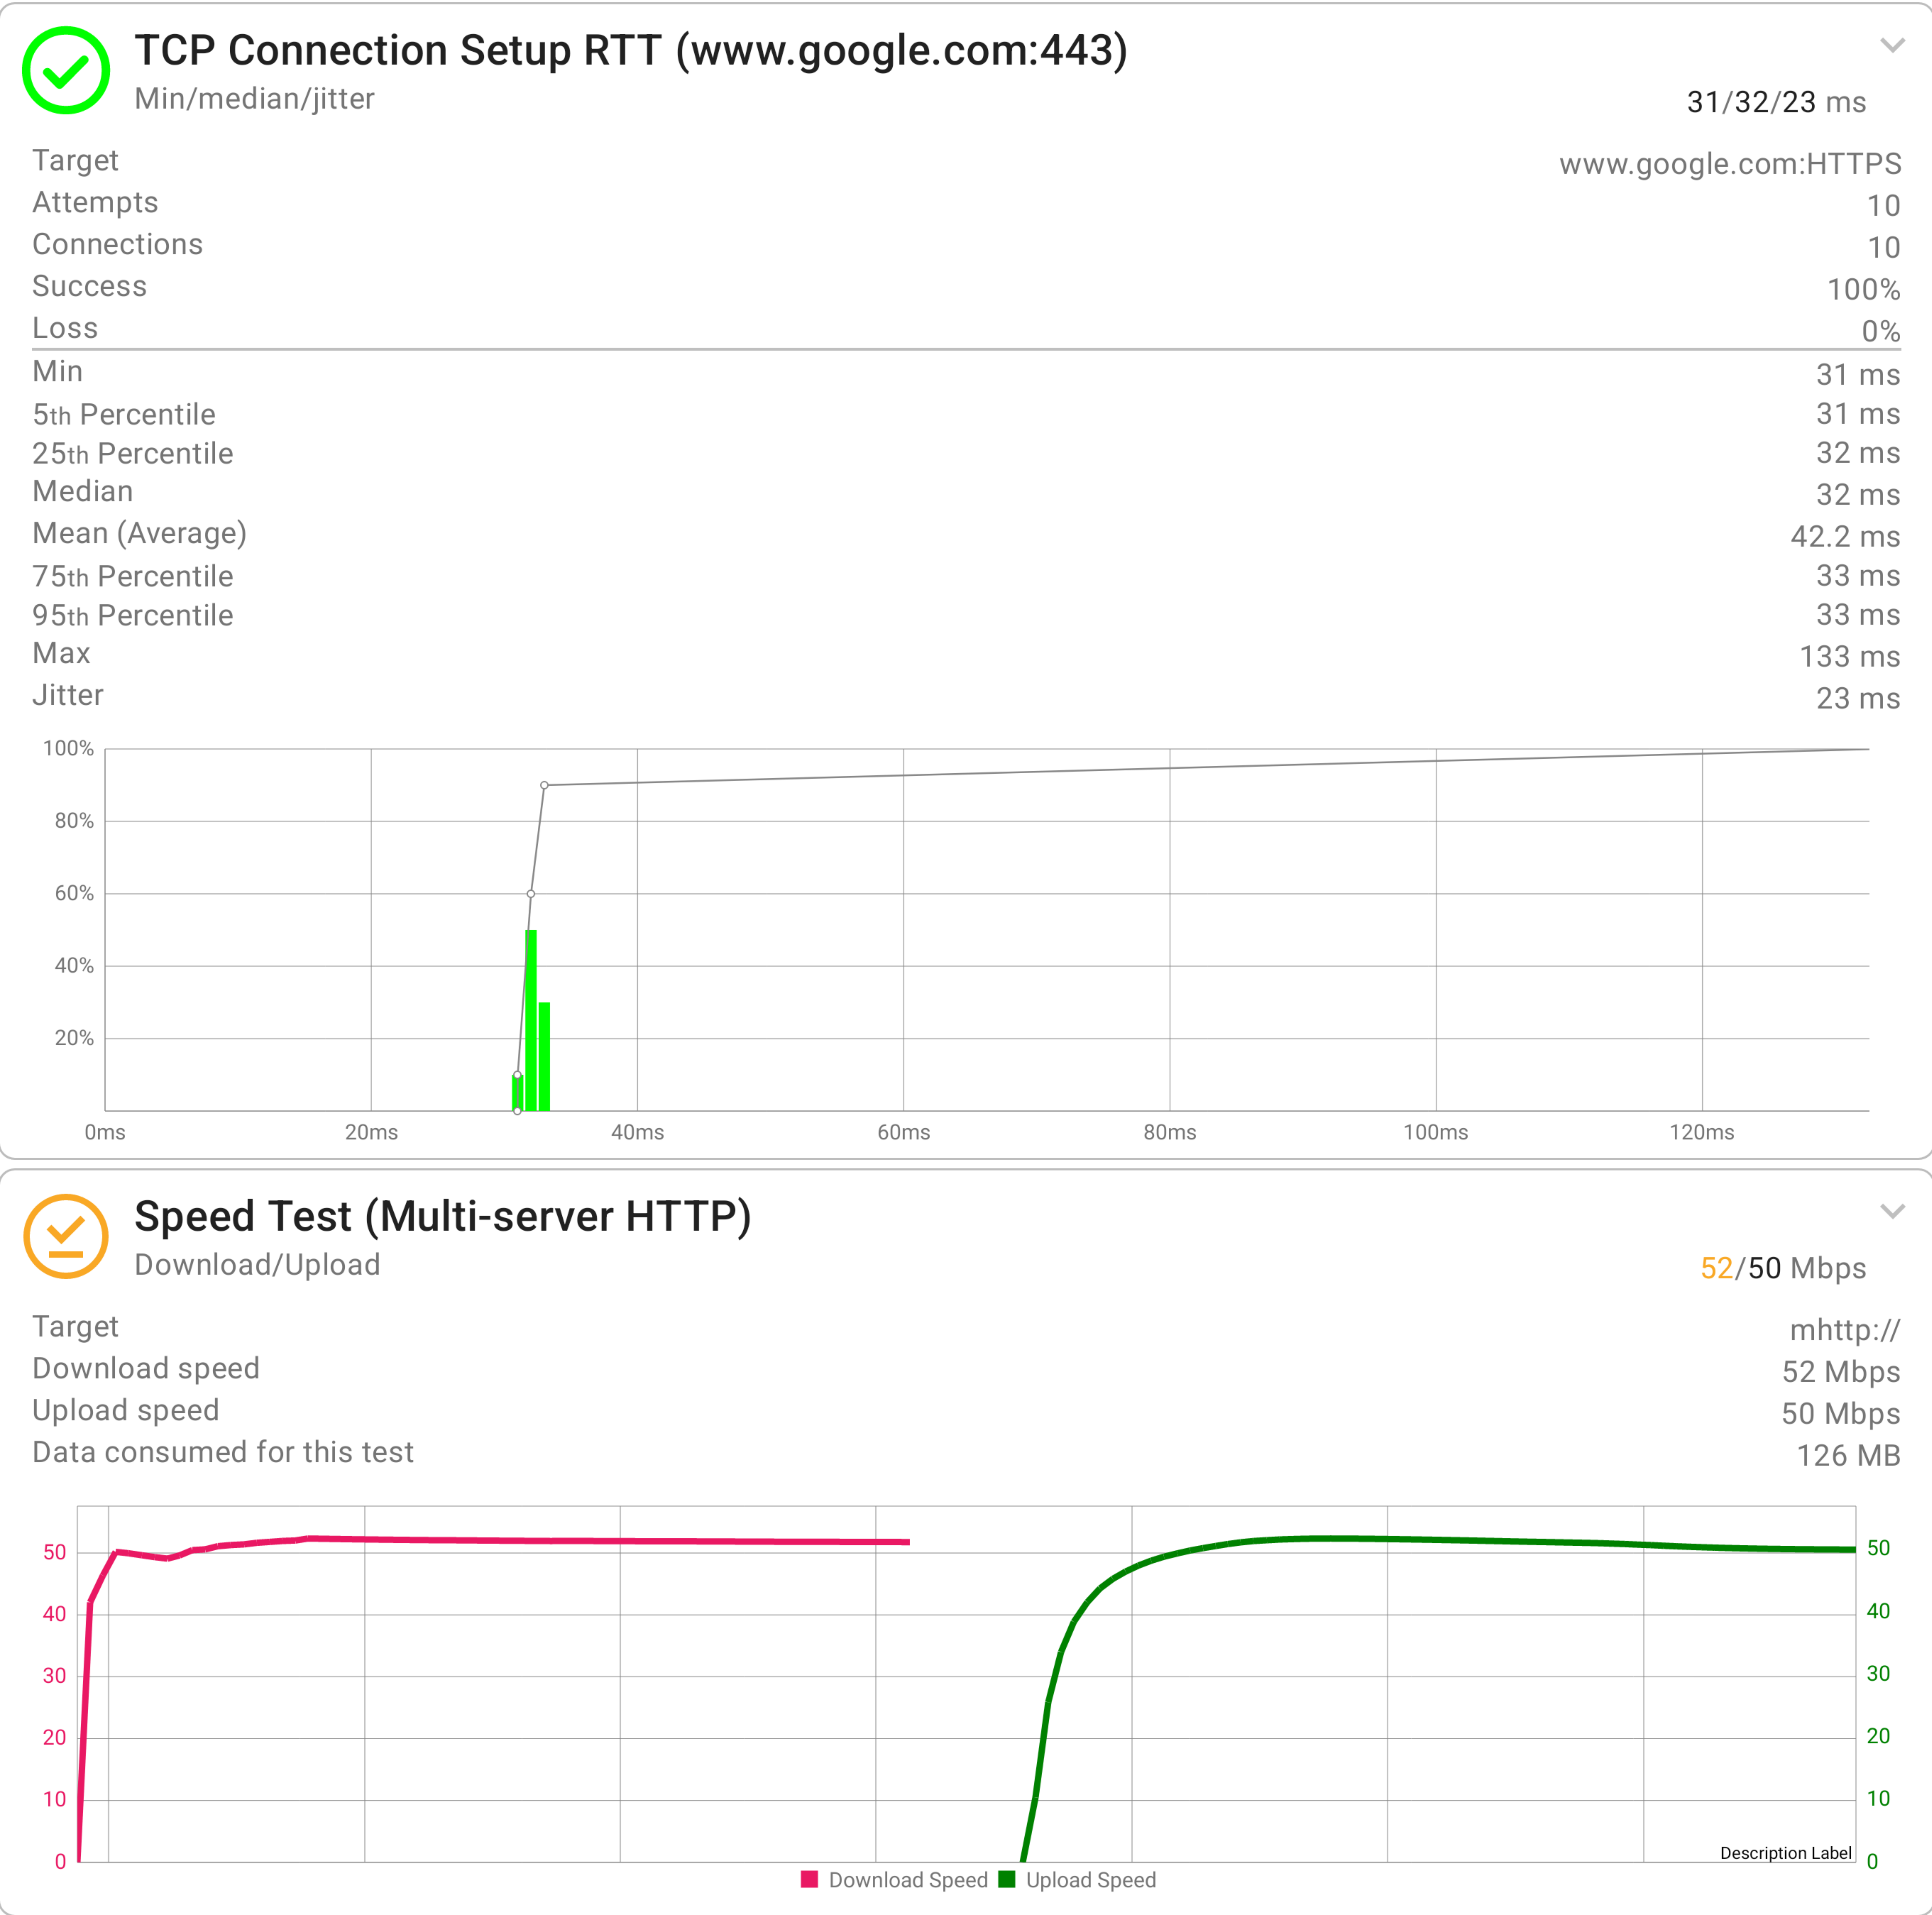 TCP Connection Setup RTT (www.google.com:443)
Min/median/jitter 31/32/23 ms
Target www.google.com:HTTPS
Attempts 10
Connections 10
Success 100%
Loss 0%
Min 31 ms
5th Percentile 31 ms
25th Percentile 32 ms
Median 32 ms
Mean (Average) 42.2 ms
75th Percentile 33 ms
95th Percentile 33 ms
Max 133 ms
Jitter 23 ms
100%
80%
60%
40%
20%
0ms 20ms 40ms 60ms 80ms 100ms 120ms
Speed Test (Multi-server HTTP)
Download/Upload 52/50 Mbps
Target mhttp://
Download speed 52 Mbps
Upload speed 50 Mbps
Data consumed for this test 126 MB
50 50
40 40
30 30
20 20
10 10
Description Label
0 0
Download Speed Upload Speed